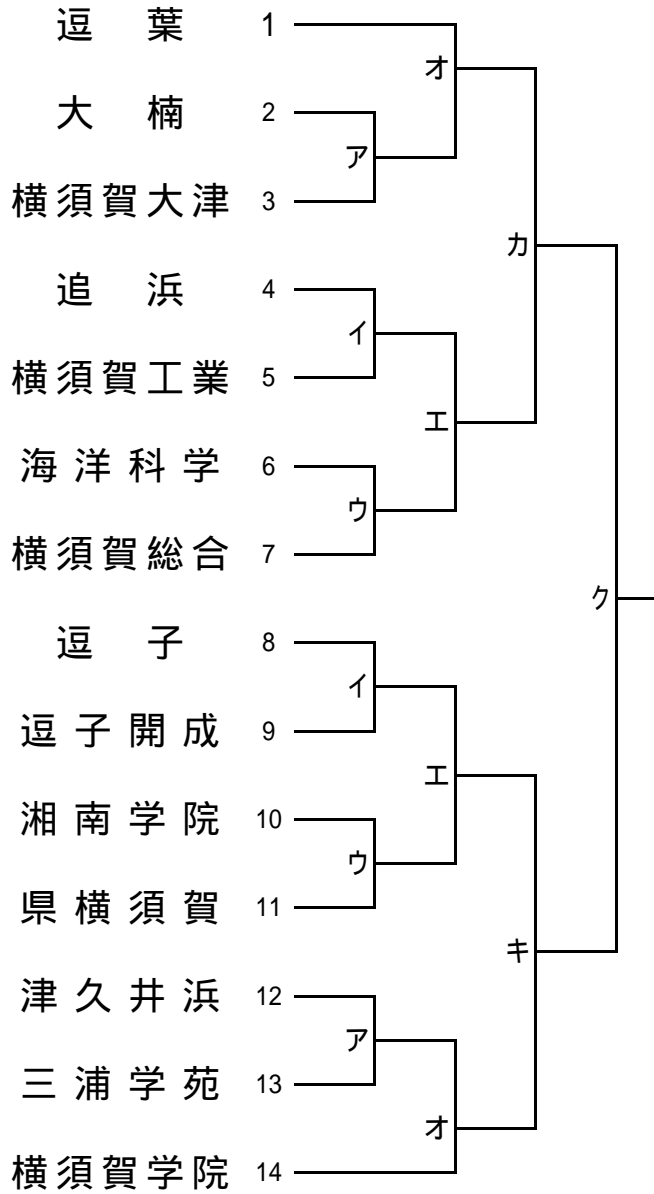 逗葉 1
オ
大楠 2
ア
横須賀大津 3
カ
追浜 4
イ
横須賀工業 5
エ
海洋科学 6
ウ
横須賀総合 7
ク
逗子 8
イ
逗子開成 9
エ
湘南学院 10
ウ
県横須賀 11
キ
津久井浜 12
ア
三浦学苑 13
オ
横須賀学院 14